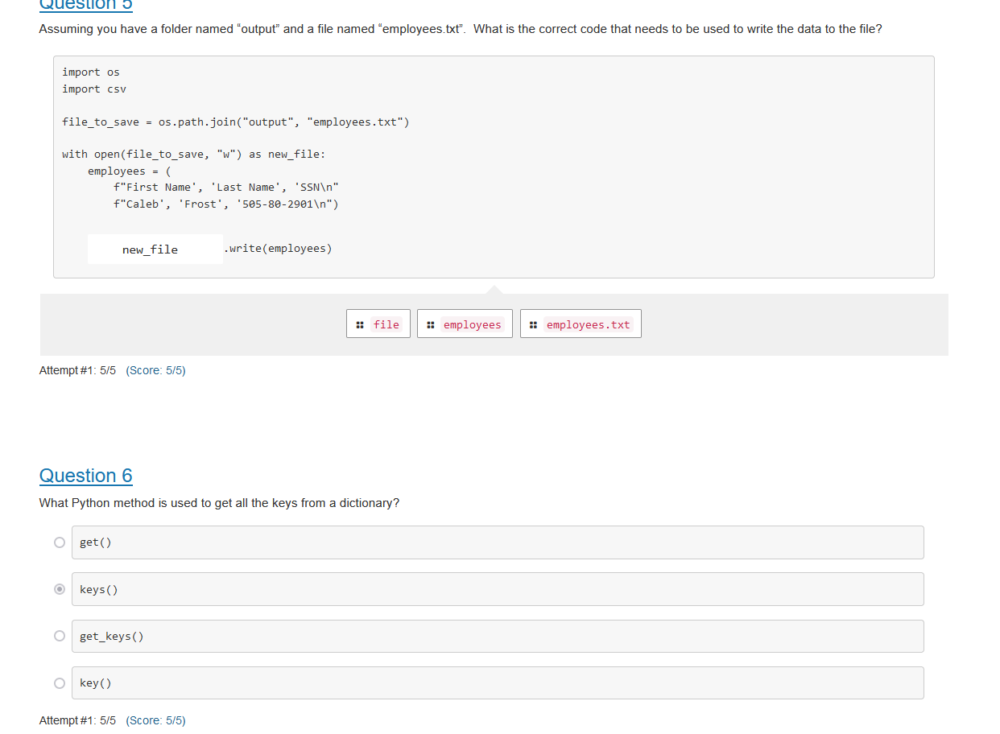 Question 5
Assuming you have a folder named “output” and a file named “employees.txt”.  What is the correct code that needs to be used to write the data to the file?
import os
import csv
file_to_save = os.path.join("output", "employees.txt")
with open(file_to_save, "w") as new_file:
    employees = (
        f"First Name', 'Last Name', 'SSN\n"
        f"Caleb', 'Frost', '505-80-2901\n")
    new_file .write(employees)
file employees employees.txt
Attempt #1: 5/5 (Score: 5/5)
Question 6
What Python method is used to get all the keys from a dictionary?
get()
keys()
get_keys()
key()
Attempt #1: 5/5 (Score: 5/5)